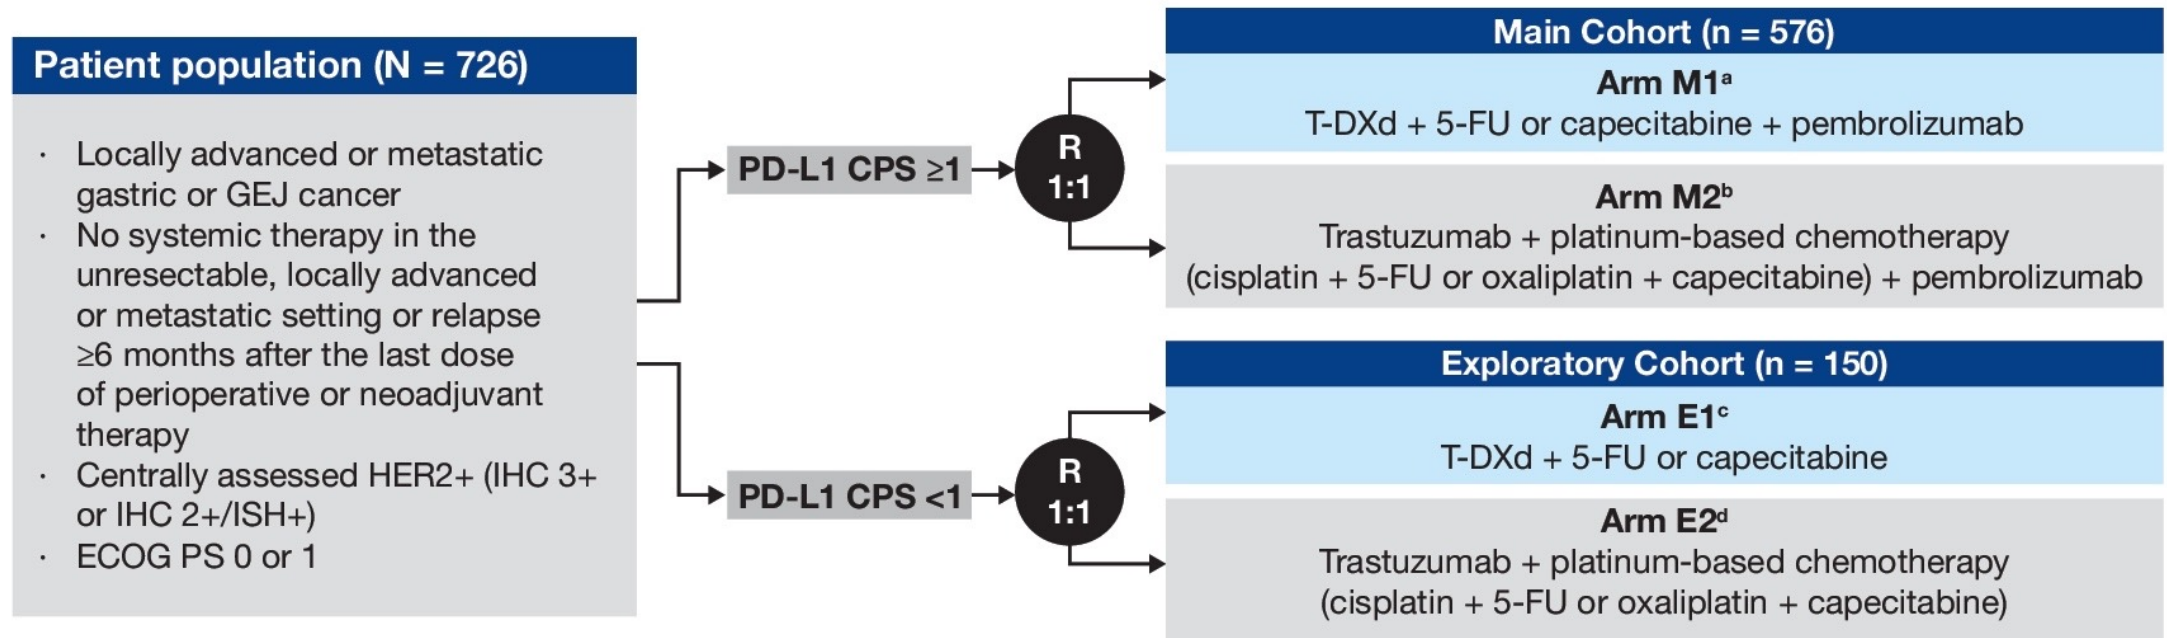 Patient population (N = 726)
· Locally advanced or metastatic
gastric or GEJ cancer
· No systemic therapy in the
unresectable, locally advanced
or metastatic setting or relapse
≥6 months after the last dose
of perioperative or neoadjuvant
therapy
· Centrally assessed HER2+ (IHC 3+
or IHC 2+/ISH+)
· ECOG PS 0 or 1
PD-L1 CPS ≥1
R
1:1
Main Cohort (n = 576)
Arm M1ᵃ
T-DXd + 5-FU or capecitabine + pembrolizumab
Arm M2ᵇ
Trastuzumab + platinum-based chemotherapy
(cisplatin + 5-FU or oxaliplatin + capecitabine) + pembrolizumab
PD-L1 CPS <1
R
1:1
Exploratory Cohort (n = 150)
Arm E1ᶜ
T-DXd + 5-FU or capecitabine
Arm E2ᵈ
Trastuzumab + platinum-based chemotherapy
(cisplatin + 5-FU or oxaliplatin + capecitabine)